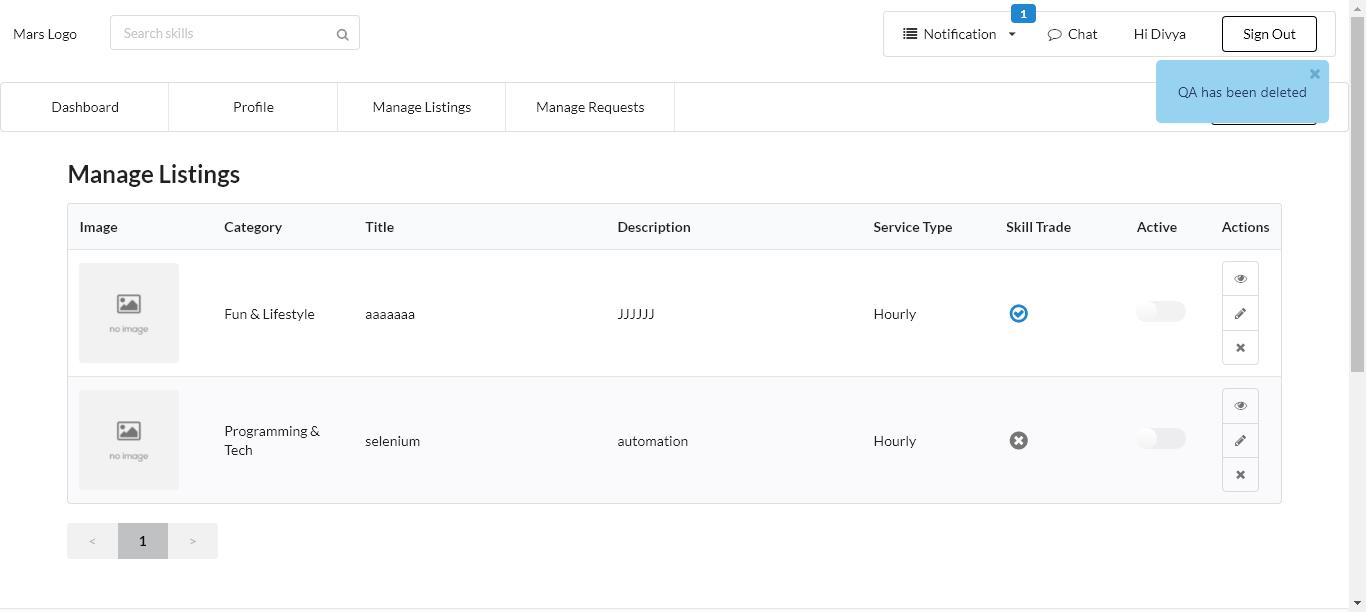 Mars Logo
Search skills
1
Notification
Chat
Hi Divya
Sign Out
QA has been deleted
Dashboard
Profile
Manage Listings
Manage Requests
Manage Listings
Image Category Title Description Service Type Skill Trade Active Actions
no image
Fun & Lifestyle aaaaaaa JJJJJJ Hourly
no image
Programming &
Tech
selenium automation Hourly
< 1 >